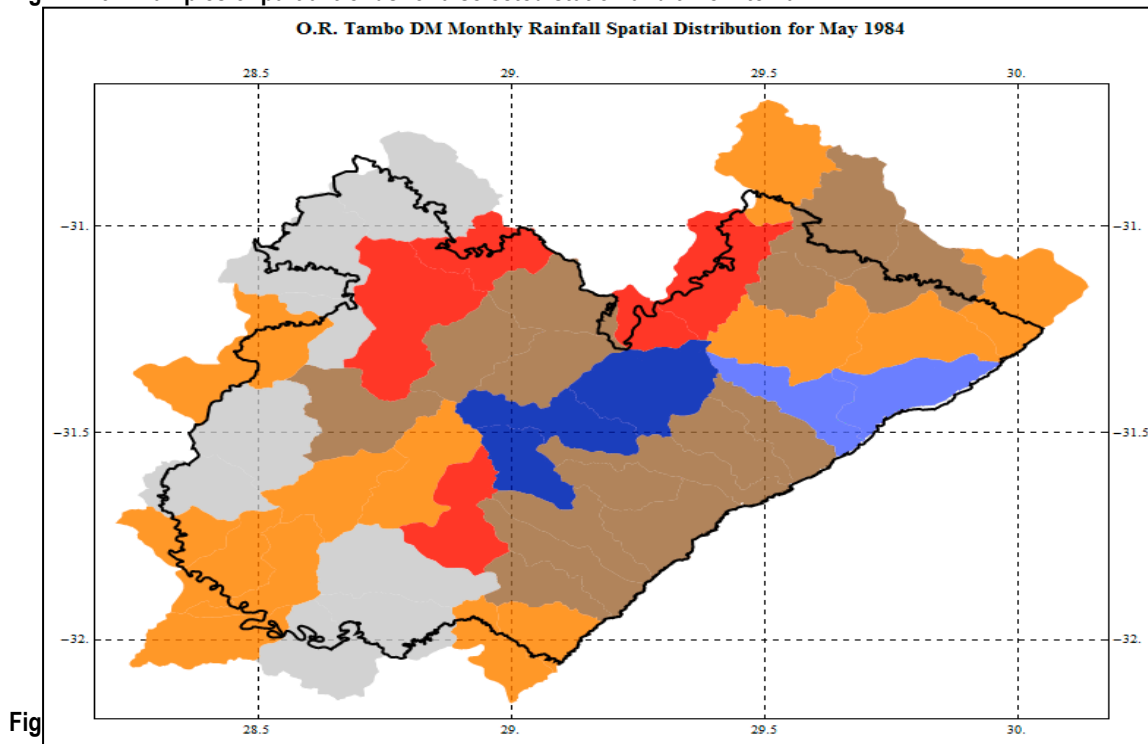 O.R. Tambo DM Monthly Rainfall Spatial Distribution for May 1984
28.5 29. 29.5 30.
-31. -31.
-31.5 -31.5
-32. -32.
28.5 29. 29.5 30.
Fig